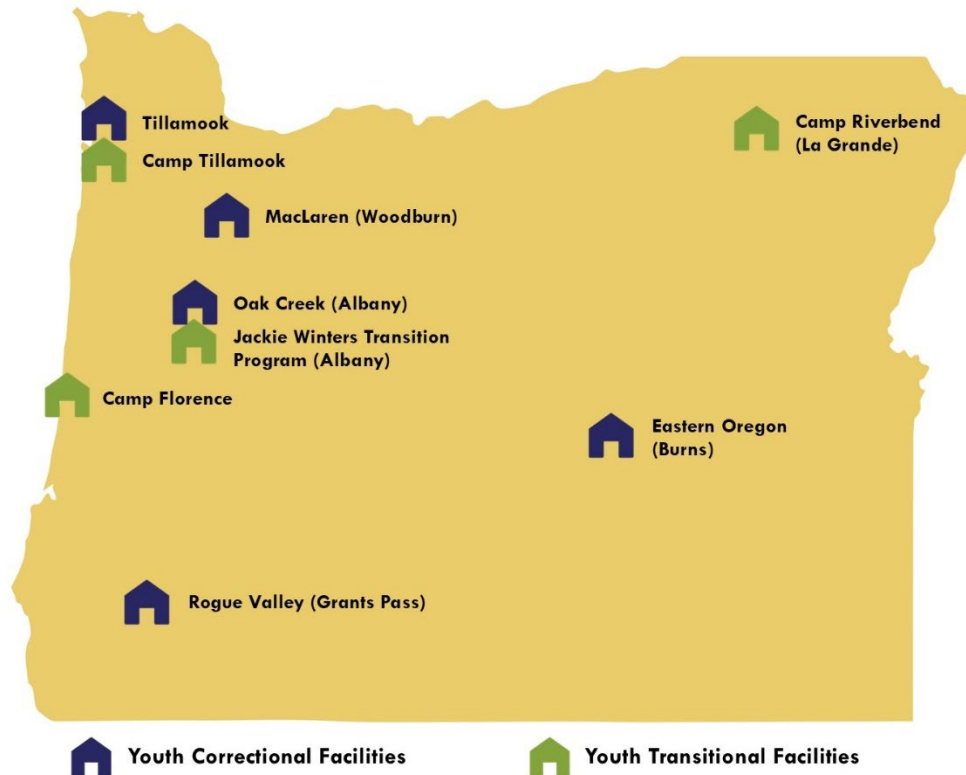 Tillamook
Camp Tillamook
Camp Riverbend
(La Grande)
MacLaren (Woodburn)
Oak Creek (Albany)
Jackie Winters Transition
Program (Albany)
Camp Florence
Eastern Oregon
(Burns)
Rogue Valley (Grants Pass)
Youth Correctional Facilities
Youth Transitional Facilities